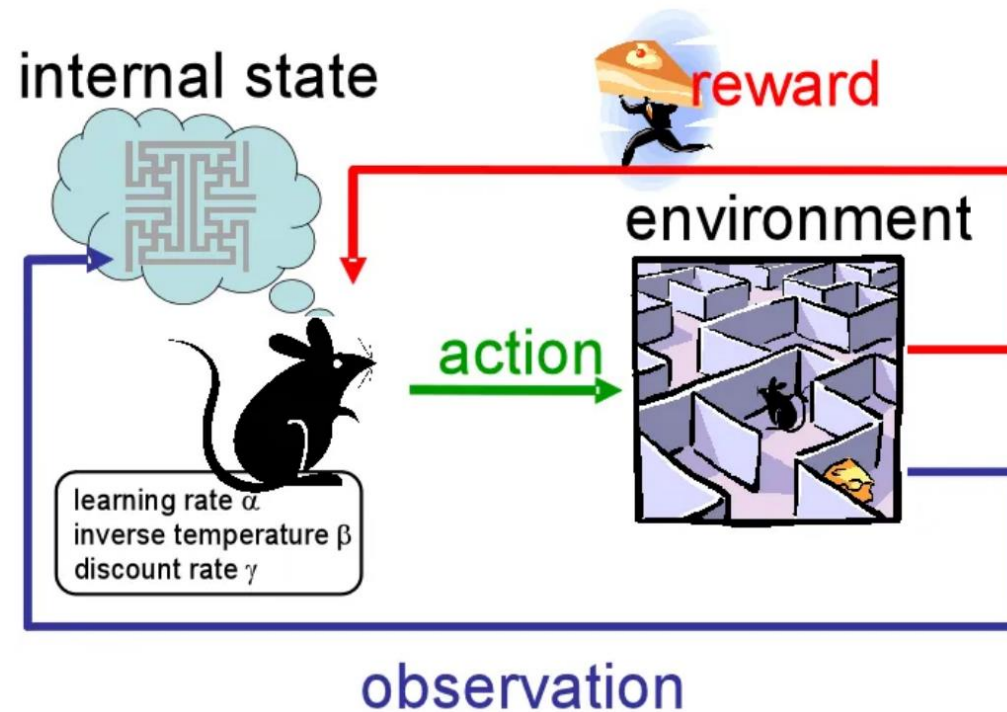 internal state
reward
environment
action
learning rate α
inverse temperature β
discount rate γ
observation